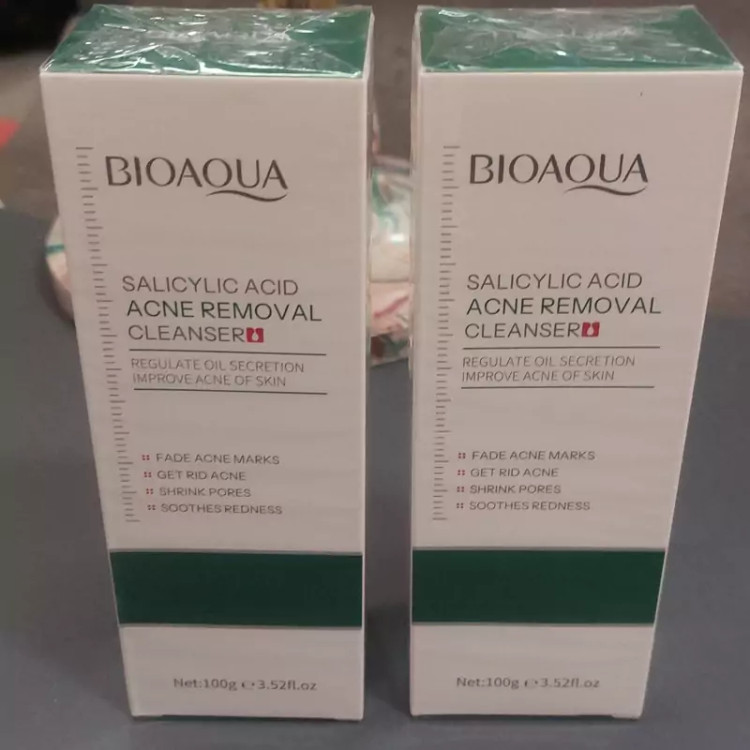 BIOAQUA
SALICYLIC ACID
ACNE REMOVAL
CLEANSER
REGULATE OIL SECRETION
IMPROVE ACNE OF SKIN
FADE ACNE MARKS
GET RID ACNE
SHRINK PORES
SOOTHES REDNESS
Net:100g ℮3.52fl.oz
BIOAQUA
SALICYLIC ACID
ACNE REMOVAL
CLEANSER
REGULATE OIL SECRETION
IMPROVE ACNE OF SKIN
FADE ACNE MARKS
GET RID ACNE
SHRINK PORES
SOOTHES REDNESS
Net:100g ℮3.52fl.oz